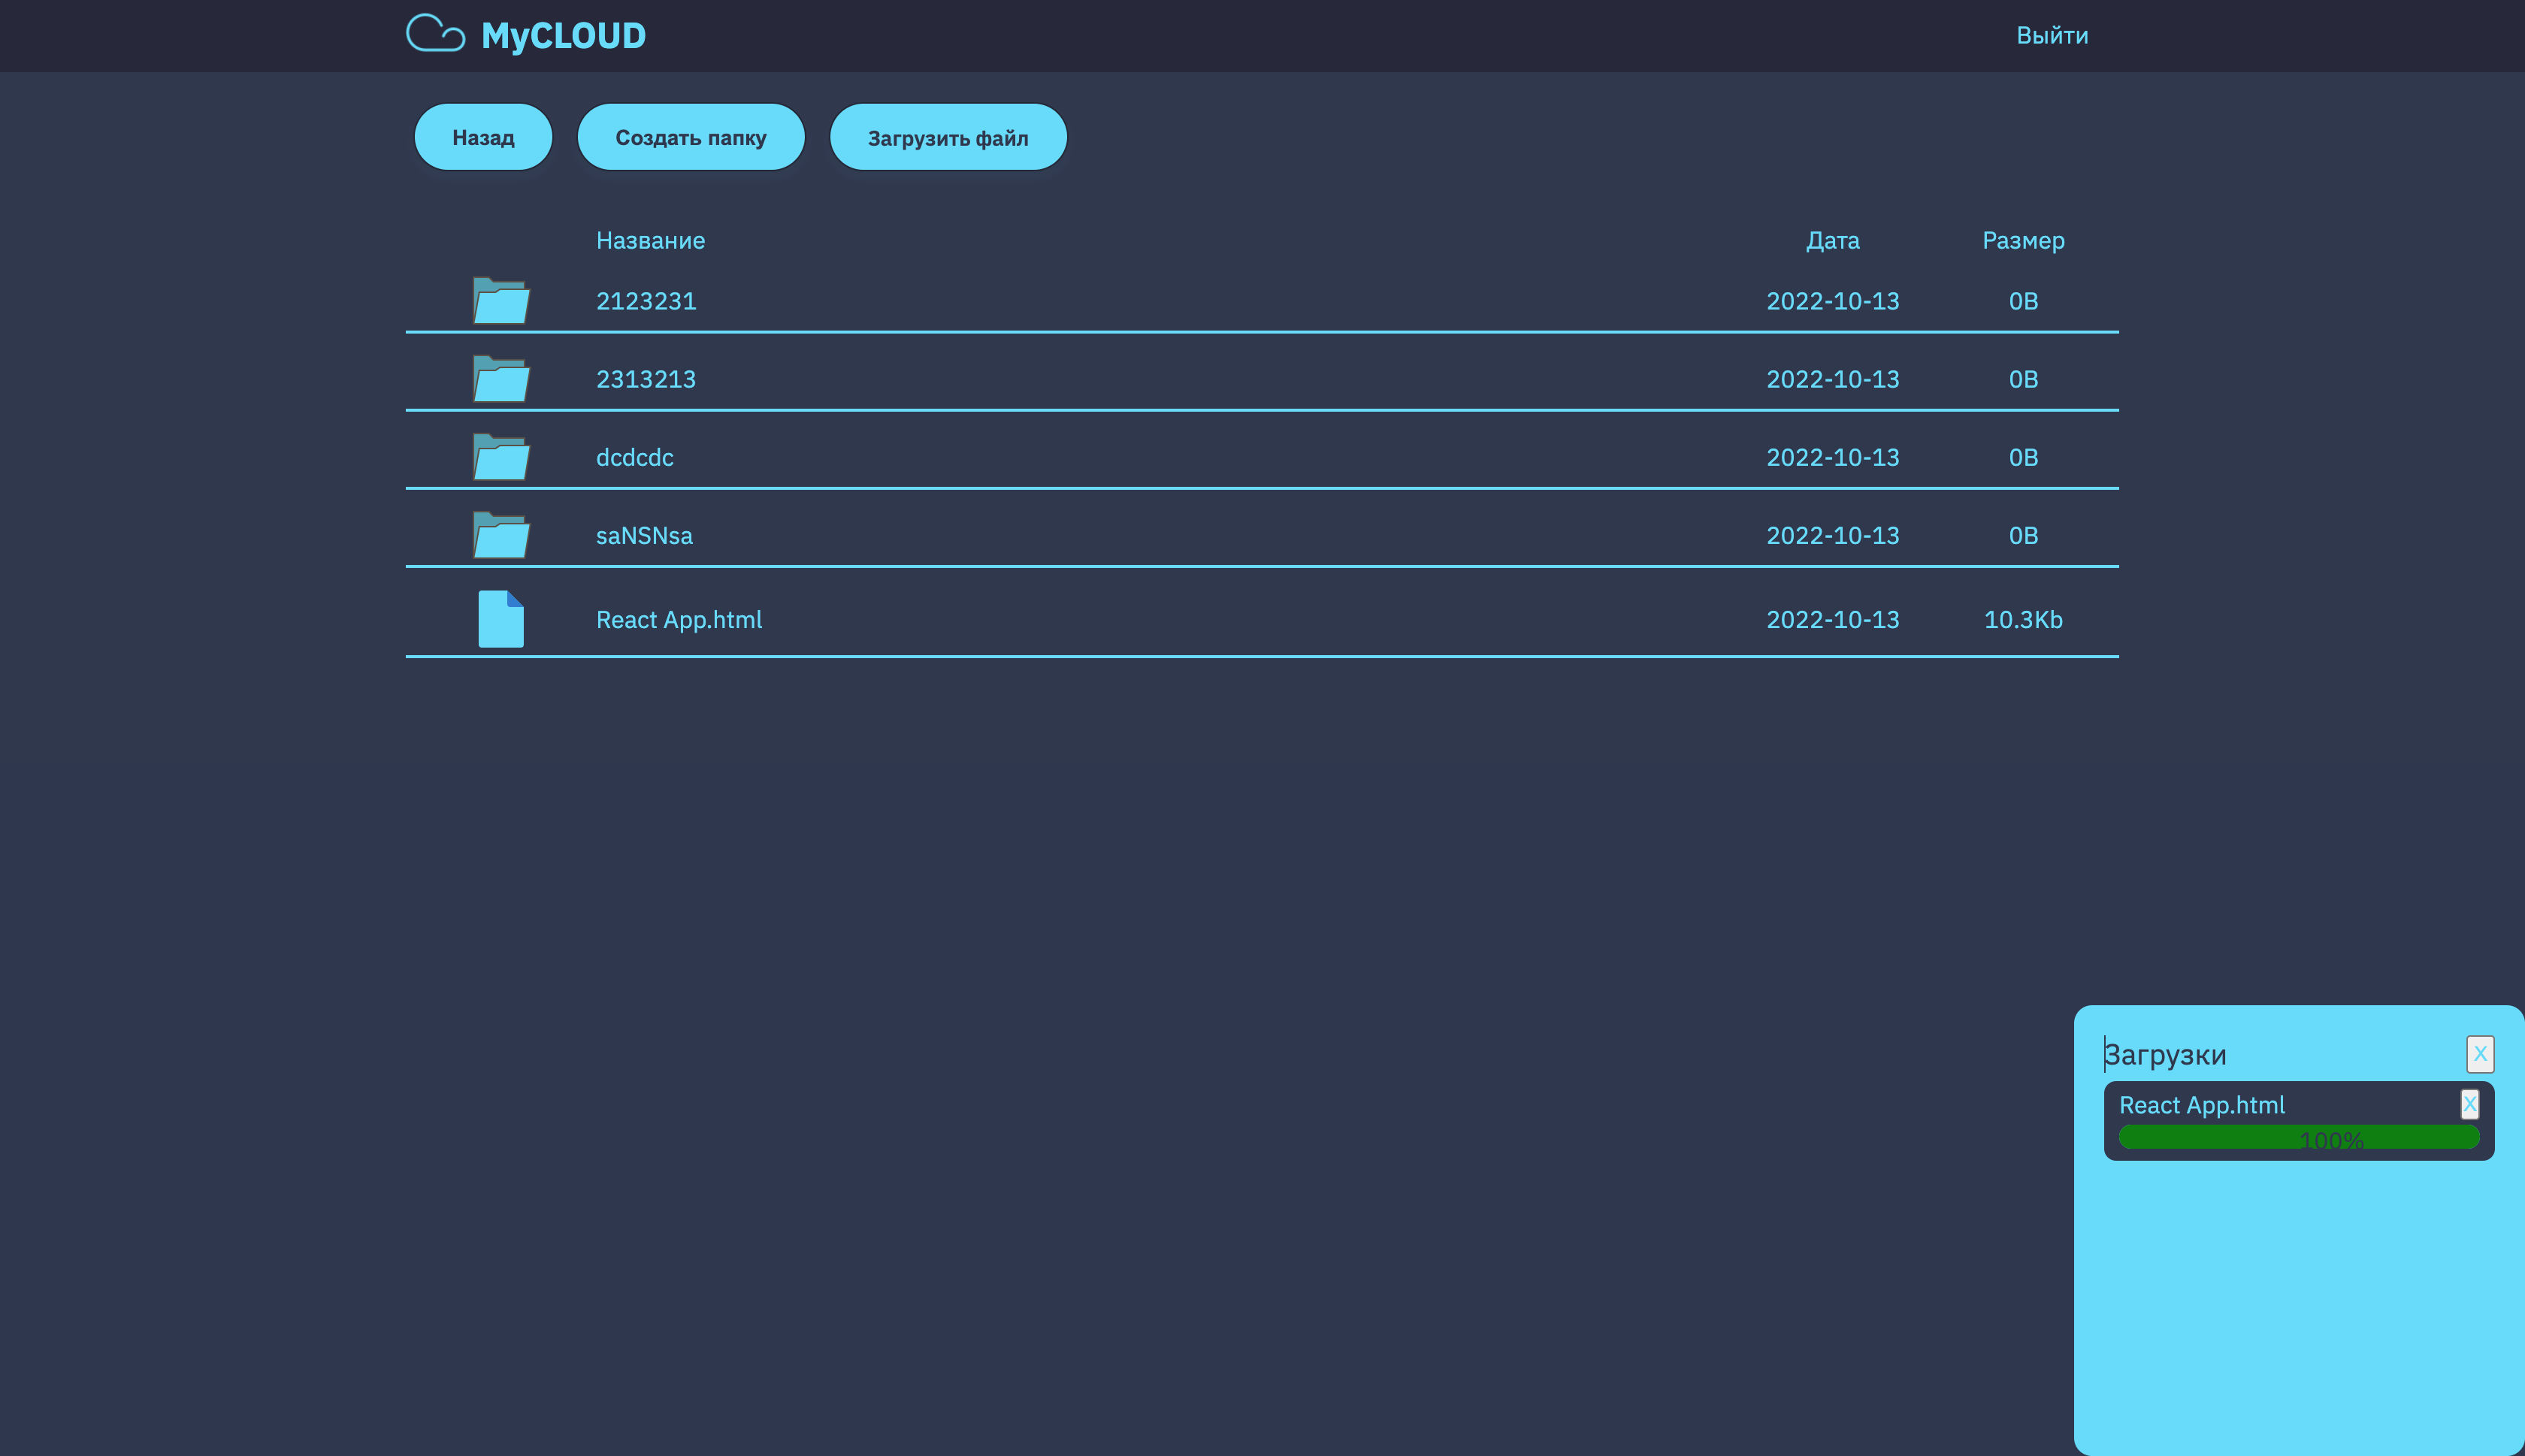 MyCLOUD Выйти
Назад Создать папку Загрузить файл
Название Дата Размер
2123231 2022-10-13 0B
2313213 2022-10-13 0B
dcdcdc 2022-10-13 0B
saNSNsa 2022-10-13 0B
React App.html 2022-10-13 10.3Kb
Загрузки X
React App.html X
100%